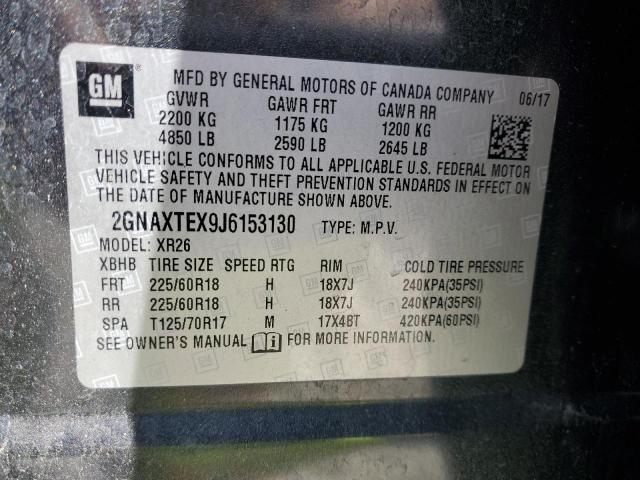 GM ® MFD BY GENERAL MOTORS OF CANADA COMPANY 06/17
GVWR GAWR FRT GAWR RR
2200 KG 1175 KG 1200 KG
4850 LB 2590 LB 2645 LB
THIS VEHICLE CONFORMS TO ALL APPLICABLE U.S. FEDERAL MOTOR
VEHICLE SAFETY AND THEFT PREVENTION STANDARDS IN EFFECT ON
THE DATE OF MANUFACTURE SHOWN ABOVE.
2GNAXTEX9J6153130 TYPE: M.P.V.
MODEL: XR26
XBHB TIRE SIZE SPEED RTG RIM COLD TIRE PRESSURE
FRT 225/60R18 H 18X7J 240KPA(35PSI)
RR 225/60R18 H 18X7J 240KPA(35PSI)
SPA T125/70R17 M 17X4BT 420KPA(60PSI)
SEE OWNER'S MANUAL FOR MORE INFORMATION.